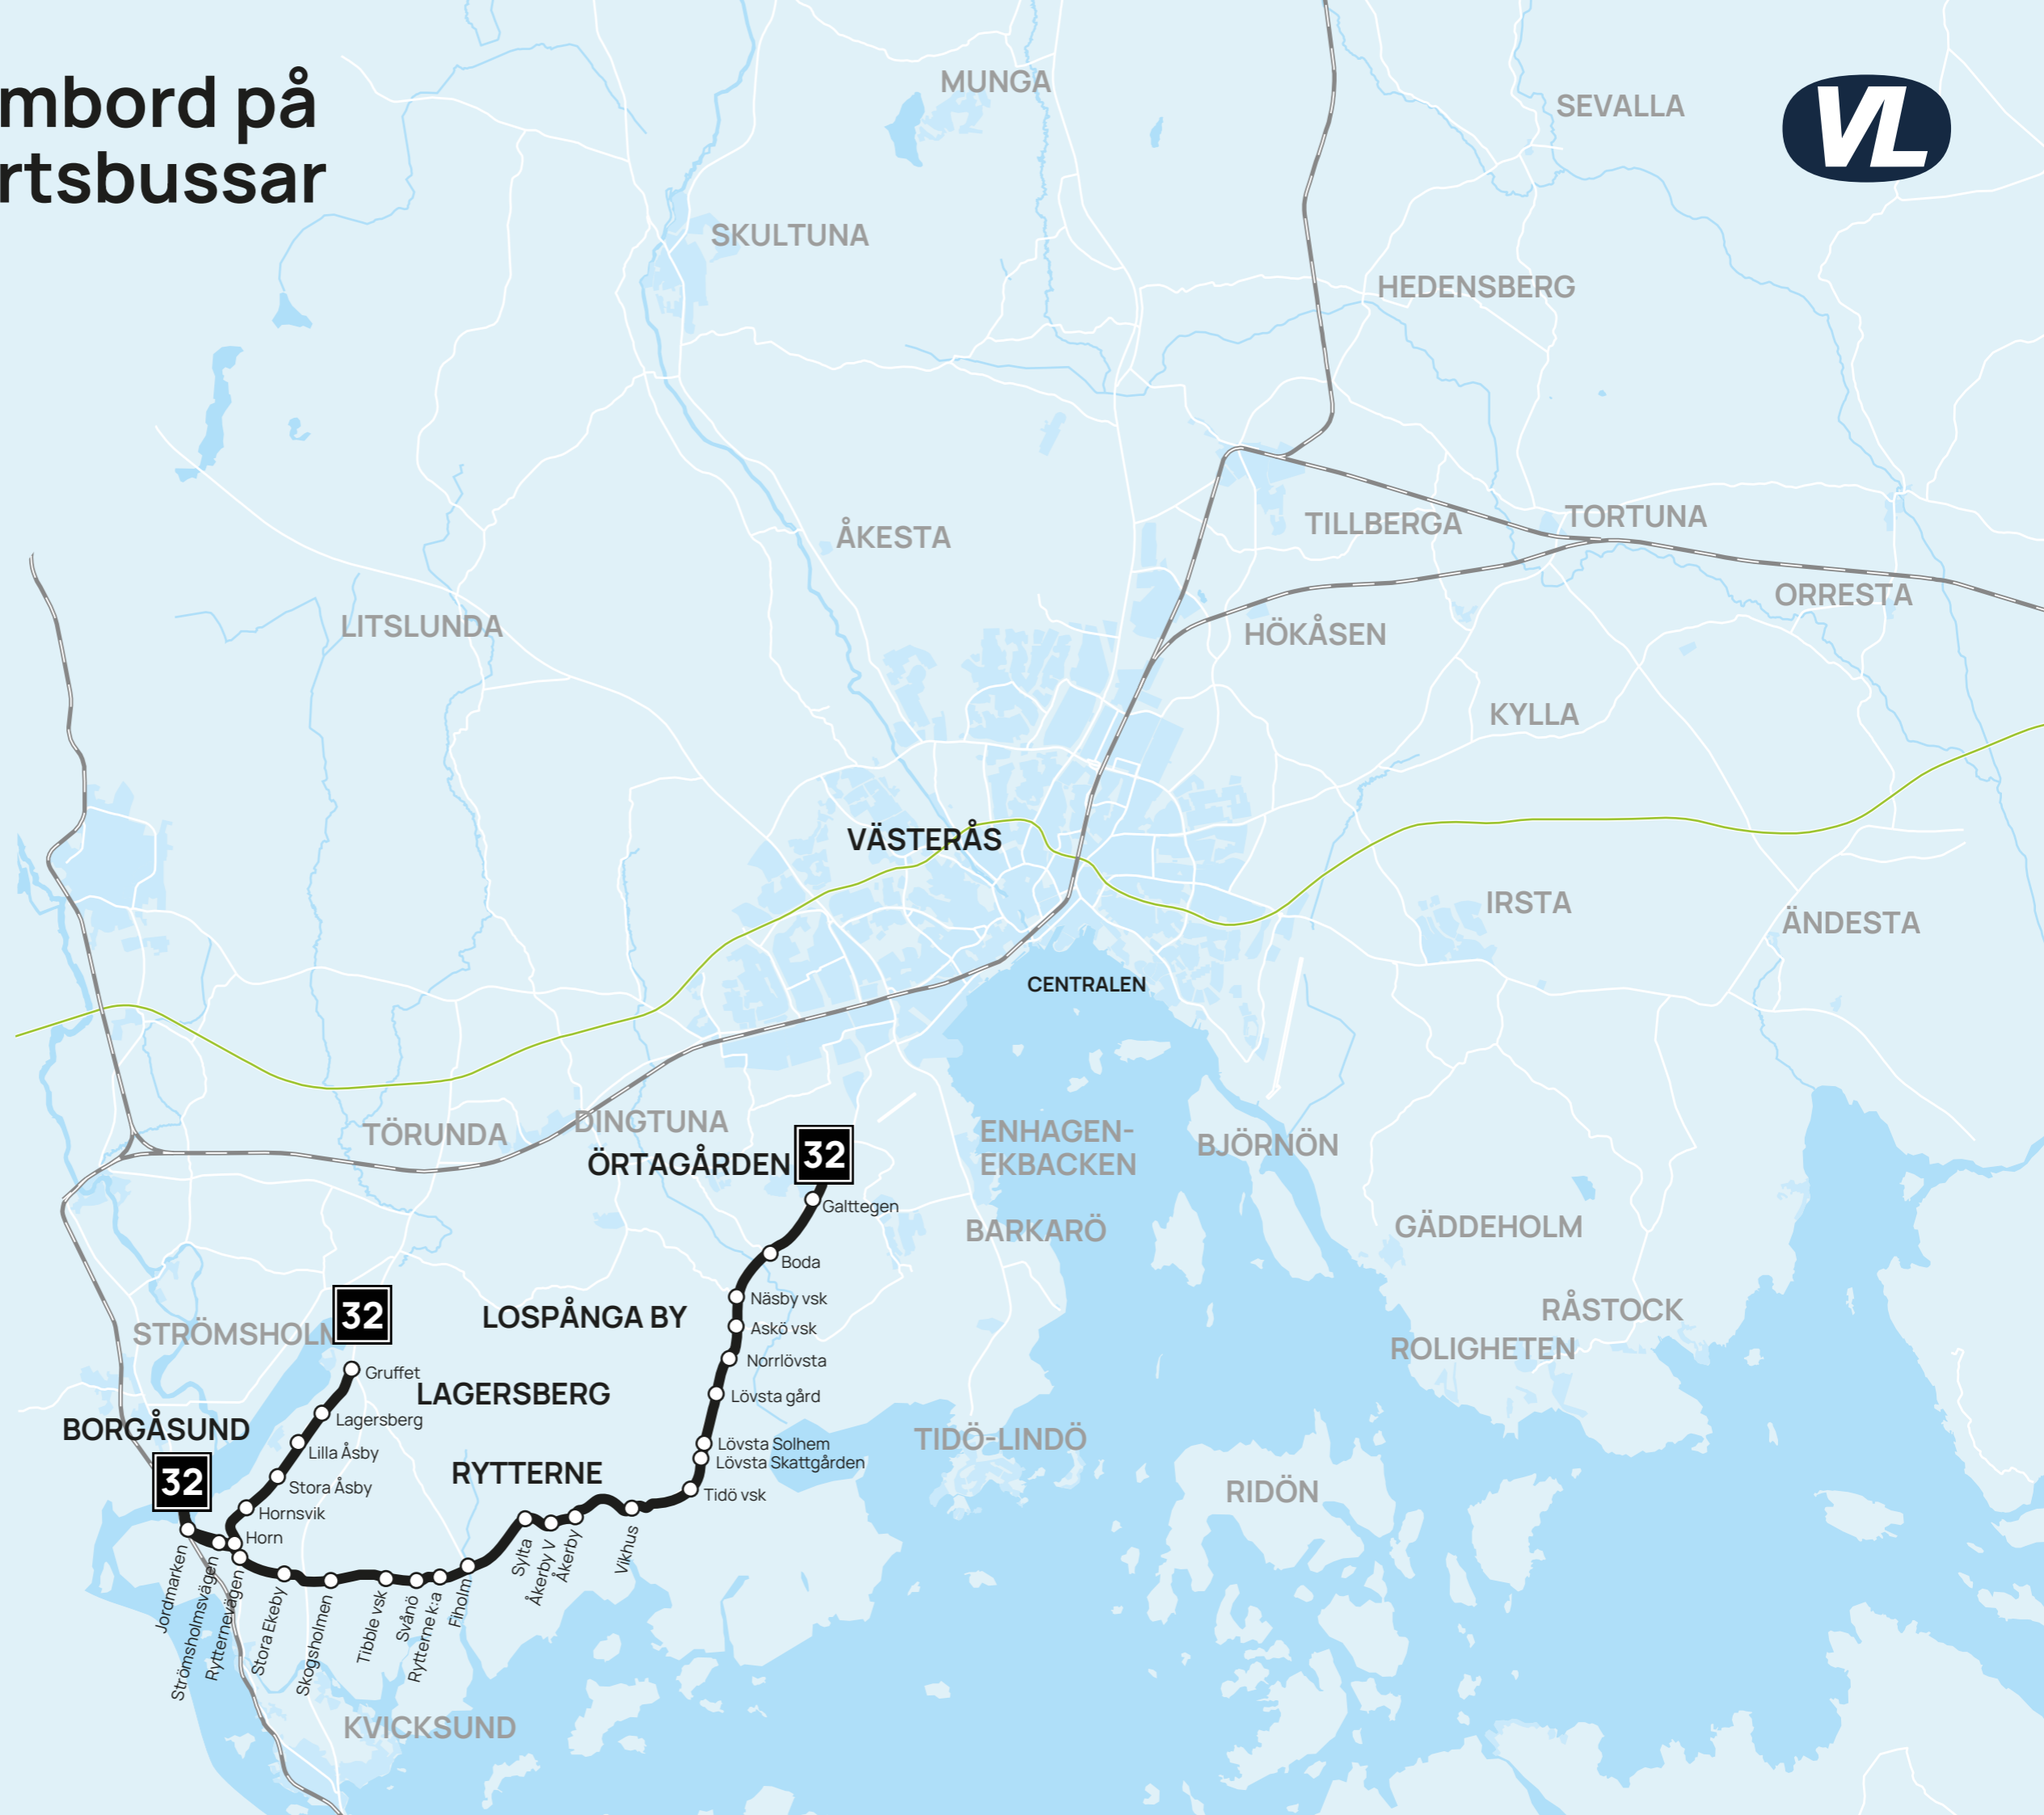 mbord på
rtsbussar
VL
MUNGA
SEVALLA
SKULTUNA
HEDENSBERG
ÅKESTA
TILLBERGA
TORTUNA
ORRESTA
LITSLUNDA
HÖKÅSEN
KYLLA
VÄSTERÅS
IRSTA
ÄNDESTA
CENTRALEN
TÖRUNDA
DINGTUNA
ENHAGEN-
EKBACKEN
BJÖRNÖN
ÖRTAGÅRDEN
32
Galttegen
BARKARÖ
GÄDDEHOLM
Boda
Näsby vsk
RÅSTOCK
STRÖMSHOLM
32
LOSPÅNGA BY
Askö vsk
ROLIGHETEN
Norrlövsta
Gruffet
LAGERSBERG
Lövsta gård
BORGÅSUND
Lagersberg
TIDÖ-LINDÖ
Lilla Åsby
Lövsta Solhem
Lövsta Skattgården
RYTTERNE
32
Stora Åsby
Tidö vsk
RIDÖN
Hornsvik
Horn
Jordmarken
Strömsholmsvägen
Rytternevägen
Stora Ekeby
Skogsholmen
Tibble vsk
Svånö
Rytterne k:a
Fiholm
Sylta
Åkerby V
Åkerby
Vikhus
KVICKSUND